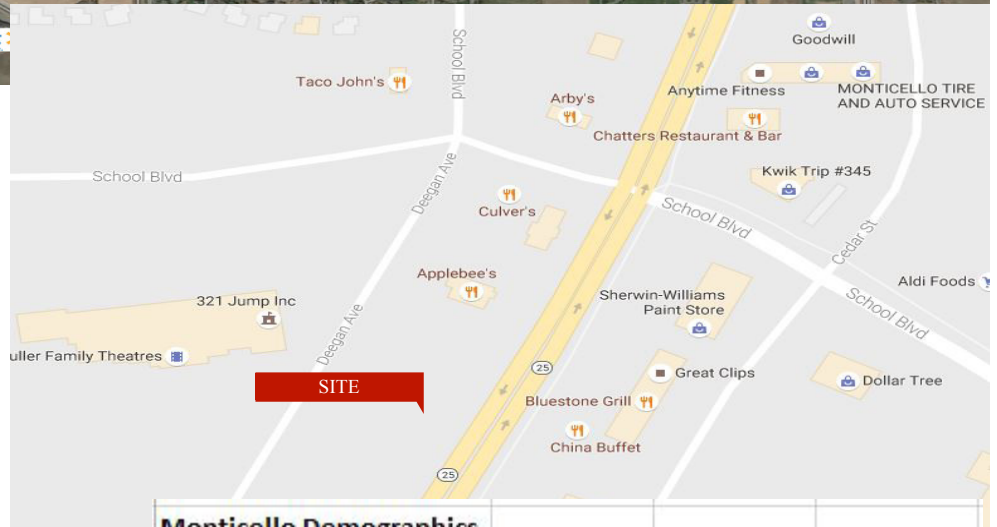 Goodwill
School Blvd
Taco John's
Anytime Fitness
MONTICELLO TIRE
AND AUTO SERVICE
Arby's
Chatters Restaurant & Bar
School Blvd
Deegan Ave
Kwik Trip #345
Culver's
School Blvd
Cedar St
Applebee's
Aldi Foods
321 Jump Inc
Sherwin-Williams
Paint Store
School Blvd
Deegan Ave
uller Family Theatres
SITE
25
Great Clips
Dollar Tree
Bluestone Grill
China Buffet
25
Monticello Demographics